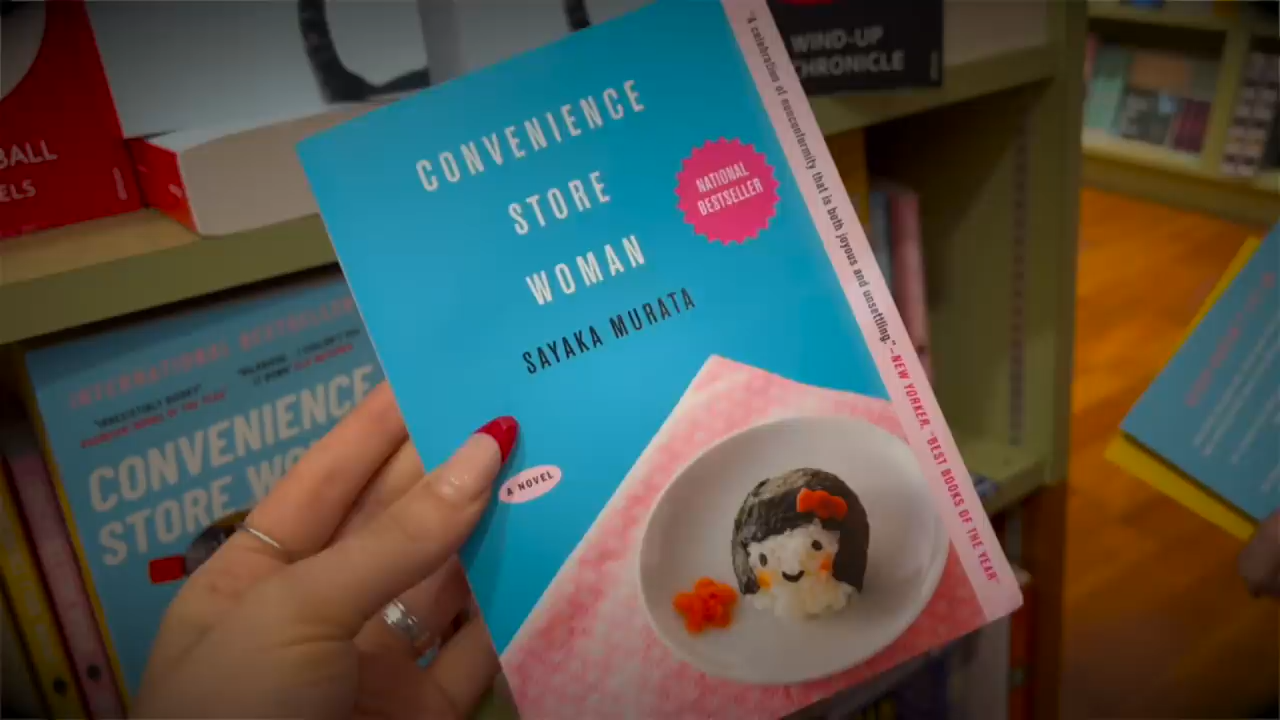 CONVENIENCE
STORE
WOMAN
SAYAKA MURATA
NATIONAL
BESTSELLER
A NOVEL
"A celebration of nonconformity that is both joyous and unsettling."—NEW YORKER, "BEST BOOKS OF THE YEAR"
WIND-UP
CHRONICLE
BALL
ELS
INTERNATIONAL BESTSELLER
CONVENIENCE
STORE WO